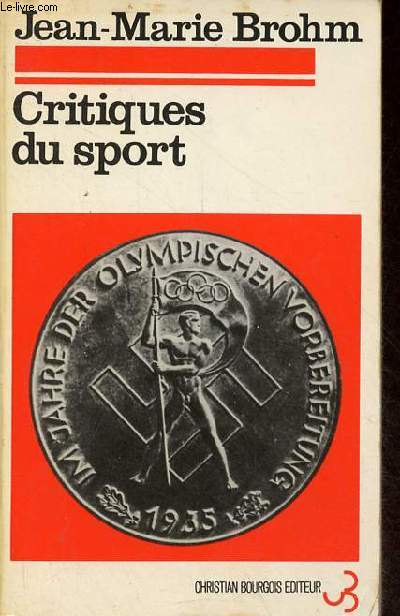 Le-livre.com
Jean-Marie Brohm
Critiques
du sport
IM JAHRE DER OLYMPISCHEN VORBEREITUNG
1935
CHRISTIAN BOURGOIS EDITEUR